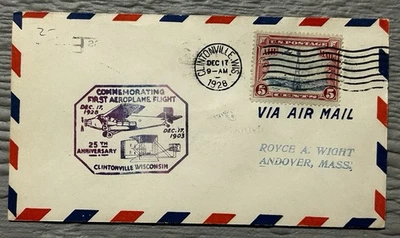 CLINTONVILLE, WIS.
DEC 17
9-AM
1928
U.S. POSTAGE
5 CENTS 5
COMMEMORATING
FIRST AEROPLANE FLIGHT
DEC. 17, 1928
DEC. 17, 1903
25TH
ANNIVERSARY
CLINTONVILLE WISCONSIN
VIA AIR MAIL
ROYCE A. WIGHT
ANDOVER, MASS.